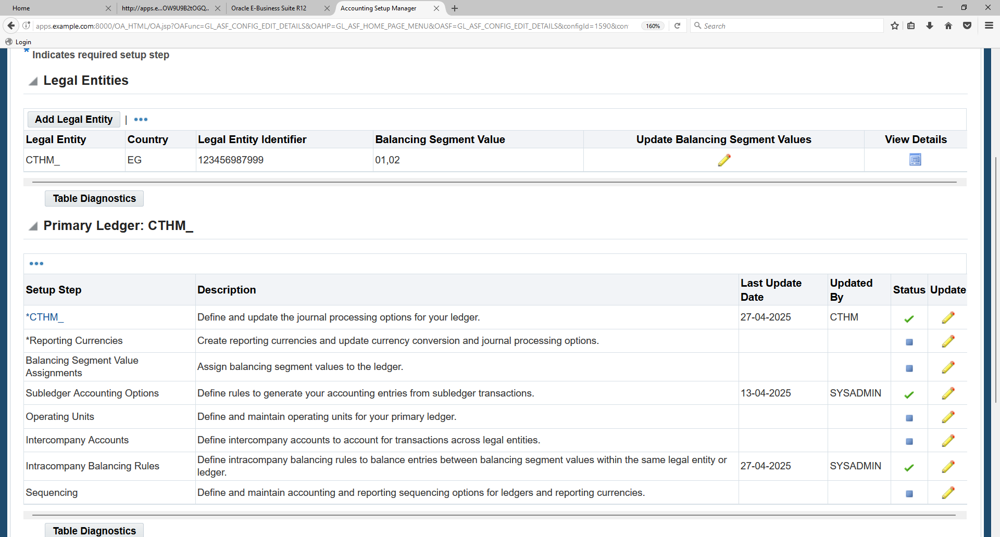 Home
http://apps.e...OW9U9B2tOGQ..
Oracle E-Business Suite R12
Accounting Setup Manager
apps.example.com:8000/OA_HTML/OA.jsp?OAFunc=GL_ASF_CONFIG_EDIT_DETAILS&OAHP=GL_ASF_HOME_PAGE_MENU&OASF=GL_ASF_CONFIG_EDIT_DETAILS&configId=1590&con
160%
Search
Login
* Indicates required setup step
Legal Entities
Add Legal Entity |
Legal Entity Country Legal Entity Identifier Balancing Segment Value Update Balancing Segment Values View Details
CTHM_ EG 123456987999 01,02
Table Diagnostics
Primary Ledger: CTHM_
Setup Step Description Last Update Date Updated By Status Update
*CTHM_ Define and update the journal processing options for your ledger. 27-04-2025 CTHM
*Reporting Currencies Create reporting currencies and update currency conversion and journal processing options.
Balancing Segment Value
Assignments
Assign balancing segment values to the ledger.
Subledger Accounting Options Define rules to generate your accounting entries from subledger transactions. 13-04-2025 SYSADMIN
Operating Units Define and maintain operating units for your primary ledger.
Intercompany Accounts Define intercompany accounts to account for transactions across legal entities.
Intracompany Balancing Rules Define intracompany balancing rules to balance entries between balancing segment values within the same legal entity or
ledger.
27-04-2025 SYSADMIN
Sequencing Define and maintain accounting and reporting sequencing options for ledgers and reporting currencies.
Table Diagnostics